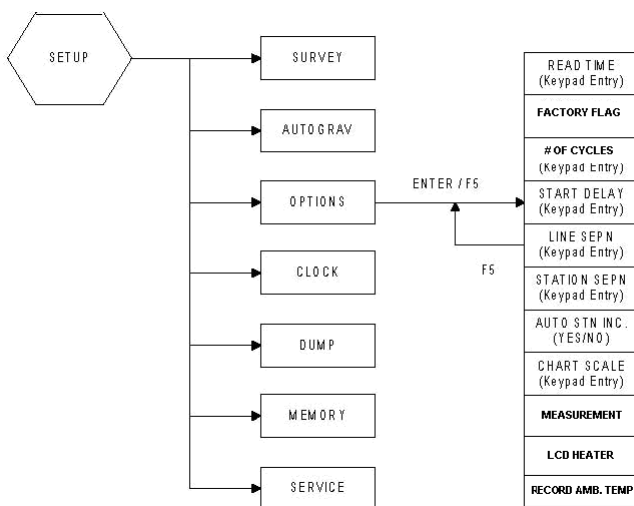 SETUP
SURVEY
AUTOGRAV
OPTIONS
CLOCK
DUMP
MEMORY
SERVICE
ENTER / F5
F5
READ TIME
(Keypad Entry)
FACTORY FLAG
# OF CYCLES
(Keypad Entry)
START DELAY
(Keypad Entry)
LINE SEPN
(Keypad Entry)
STATION SEPN
(Keypad Entry)
AUTO STN INC.
(YES/NO)
CHART SCALE
(Keypad Entry)
MEASUREMENT
LCD HEATER
RECORD AMB. TEMP